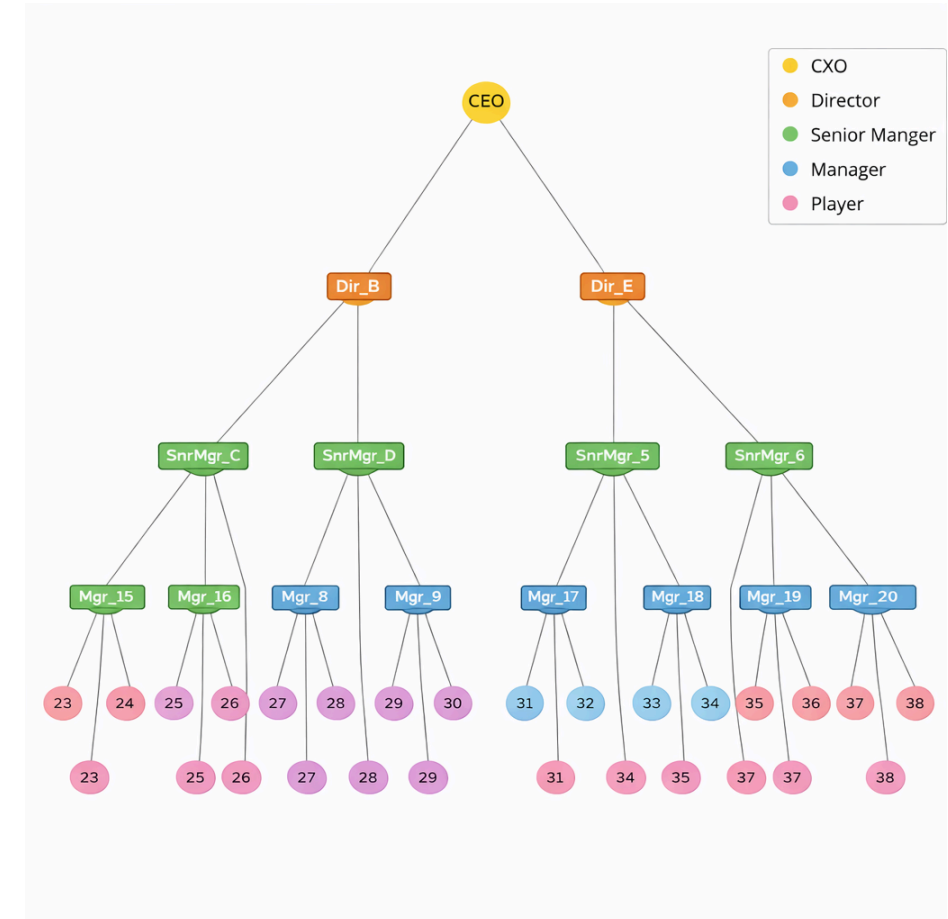 CXO
Director
Senior Manger
Manager
Player
CEO
Dir_B
Dir_E
SnrMgr_C
SnrMgr_D
SnrMgr_5
SnrMgr_6
Mgr_15
Mgr_16
Mgr_8
Mgr_9
Mgr_17
Mgr_18
Mgr_19
Mgr_20
23
24
25
26
27
28
29
30
31
32
33
34
35
36
37
38
23
25
26
27
28
29
31
34
35
37
37
38